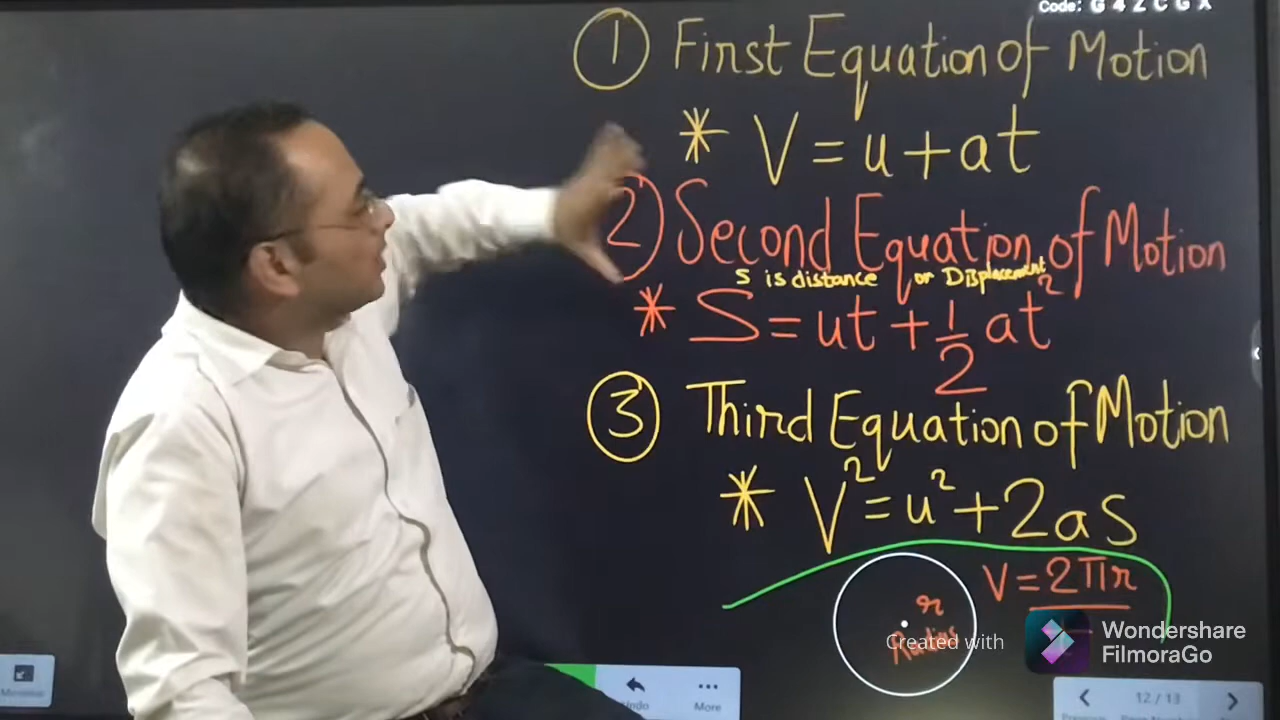 Code: G 4 Z C G X
① First Equation of Motion
* V = u + at
2) Second Equation of Motion
S is distance or Displacement
* S = ut + 1/2 at²
③ Third Equation of Motion
* V² = u² + 2as
V = 2πr
r
Radius
Created with
Wondershare
FilmoraGo
Undo
More
12 / 13